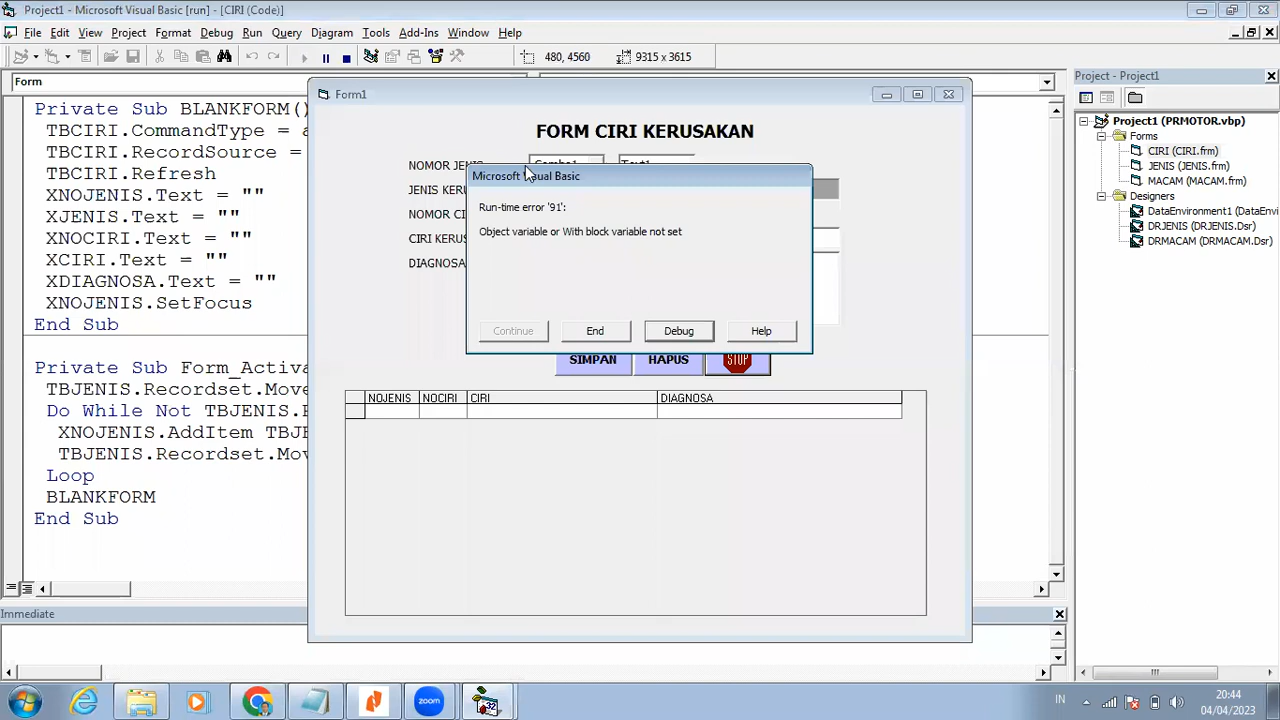 Project1 - Microsoft Visual Basic [run] - [CIRI (Code)]
File Edit View Project Format Debug Run Query Diagram Tools Add-Ins Window Help
480, 4560 9315 x 3615
Form
Private Sub BLANKFORM()
TBCIRI.CommandType =
TBCIRI.RecordSource =
TBCIRI.Refresh
XNOJENIS.Text = ""
XJENIS.Text = ""
XNOCIRI.Text = ""
XCIRI.Text = ""
XDIAGNOSA.Text = ""
XNOJENIS.SetFocus
End Sub
Private Sub Form_Activa
TBJENIS.Recordset.Mov
Do While Not TBJENIS.
XNOJENIS.AddItem TBJ
TBJENIS.Recordset.Mov
Loop
BLANKFORM
End Sub
Form1
FORM CIRI KERUSAKAN
NOMOR JENIS
JENIS KERU
NOMOR CI
CIRI KERUS
DIAGNOSA
Microsoft Visual Basic
Run-time error '91':
Object variable or With block variable not set
Continue End Debug Help
SIMPAN HAPUS STOP
NOJENIS NOCIRI CIRI DIAGNOSA
Project - Project1
Project1 (PRMOTOR.vbp)
Forms
CIRI (CIRI.frm)
JENIS (JENIS.frm)
MACAM (MACAM.frm)
Designers
DataEnvironment1 (DataEnvi
DRJENIS (DRJENIS.Dsr)
DRMACAM (DRMACAM.Dsr)
Immediate
zoom
32
IN
20:44
04/04/2023